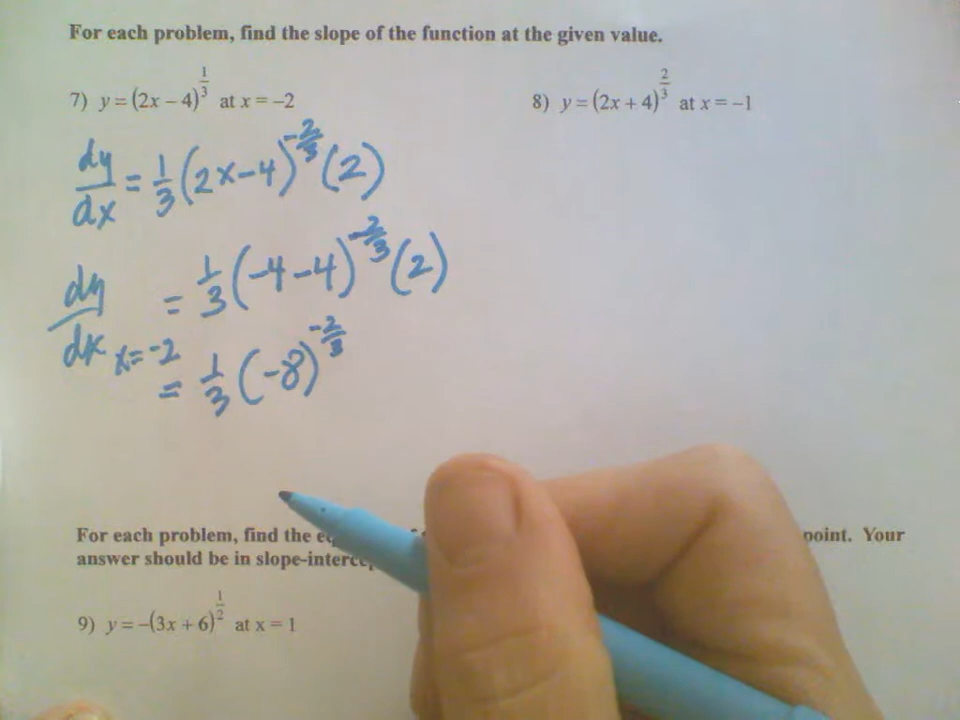 For each problem, find the slope of the function at the given value.
7) y = (2x − 4)^(1/3) at x = −2
8) y = (2x + 4)^(2/3) at x = −1
dy/dx = 1/3 (2x−4)^(−2/3) (2)
dy/dx x=−2 = 1/3 (−4−4)^(−2/3) (2)
= 1/3 (−8)^(−2/3)
For each problem, find the point. Your
answer should be in
9) y = −(3x + 6)^(1/2) at x = 1